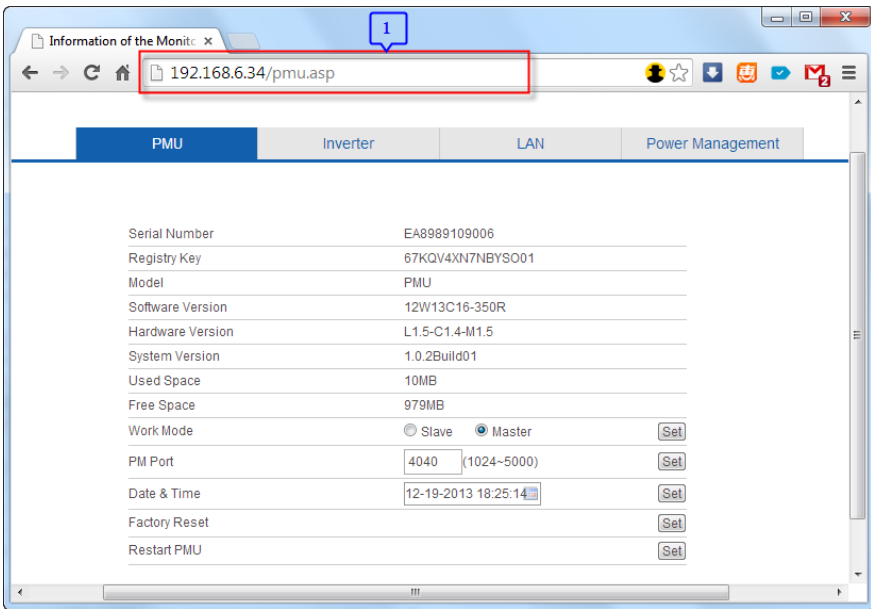 1
Information of the Monito
192.168.6.34/pmu.asp
2
PMU Inverter LAN Power Management
Serial Number EA8989109006
Registry Key 67KQV4XN7NBYSO01
Model PMU
Software Version 12W13C16-350R
Hardware Version L1.5-C1.4-M1.5
System Version 1.0.2Build01
Used Space 10MB
Free Space 979MB
Work Mode Slave Master Set
PM Port 4040 (1024~5000) Set
Date & Time 12-19-2013 18:25:14 Set
Factory Reset Set
Restart PMU Set